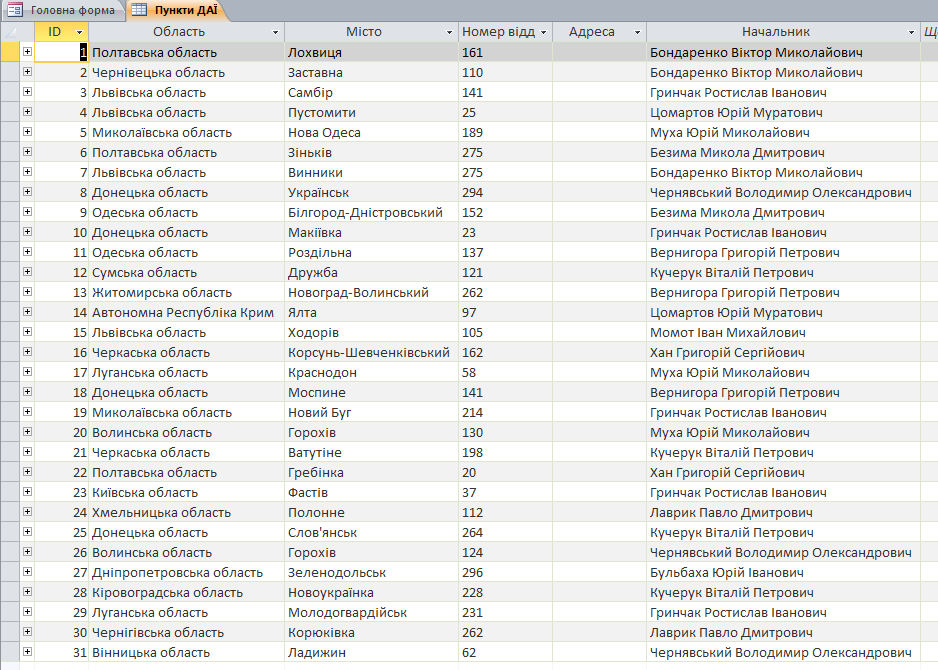 Головна форма Пункти ДАЇ
ID Область Місто Номер відд Адреса Начальник
1 Полтавська область Лохвиця 161 Бондаренко Віктор Миколайович
2 Чернівецька область Заставна 110 Бондаренко Віктор Миколайович
3 Львівська область Самбір 141 Гринчак Ростислав Іванович
4 Львівська область Пустомити 25 Цомартов Юрій Муратович
5 Миколаївська область Нова Одеса 189 Муха Юрій Миколайович
6 Полтавська область Зіньків 275 Безима Микола Дмитрович
7 Львівська область Винники 275 Бондаренко Віктор Миколайович
8 Донецька область Українськ 294 Чернявський Володимир Олександрович
9 Одеська область Білгород-Дністровський 152 Безима Микола Дмитрович
10 Донецька область Макіївка 23 Гринчак Ростислав Іванович
11 Одеська область Роздільна 137 Вернигора Григорій Петрович
12 Сумська область Дружба 121 Кучерук Віталій Петрович
13 Житомирська область Новоград-Волинський 262 Вернигора Григорій Петрович
14 Автономна Республіка Крим Ялта 97 Цомартов Юрій Муратович
15 Львівська область Ходорів 105 Момот Іван Михайлович
16 Черкаська область Корсунь-Шевченківський 162 Хан Григорій Сергійович
17 Луганська область Краснодон 58 Муха Юрій Миколайович
18 Донецька область Моспине 141 Вернигора Григорій Петрович
19 Миколаївська область Новий Буг 214 Гринчак Ростислав Іванович
20 Волинська область Горохів 130 Муха Юрій Миколайович
21 Черкаська область Ватутіне 198 Кучерук Віталій Петрович
22 Полтавська область Гребінка 20 Хан Григорій Сергійович
23 Київська область Фастів 37 Гринчак Ростислав Іванович
24 Хмельницька область Полонне 112 Лаврик Павло Дмитрович
25 Донецька область Слов'янськ 264 Кучерук Віталій Петрович
26 Волинська область Горохів 124 Чернявський Володимир Олександрович
27 Дніпропетровська область Зеленодольськ 296 Бульбаха Юрій Іванович
28 Кіровоградська область Новоукраїнка 228 Кучерук Віталій Петрович
29 Луганська область Молодогвардійськ 231 Гринчак Ростислав Іванович
30 Чернігівська область Корюківка 262 Лаврик Павло Дмитрович
31 Вінницька область Ладижин 62 Чернявський Володимир Олександрович